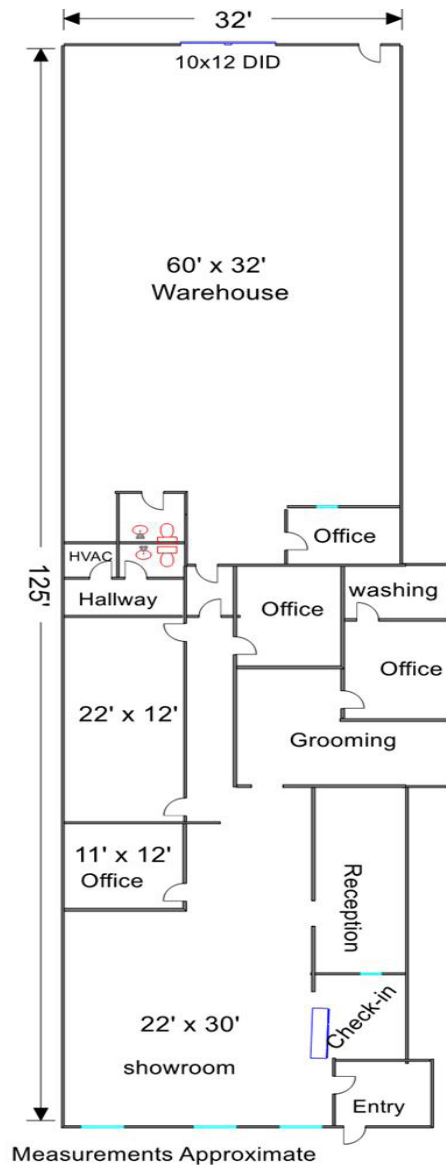 32'
10x12 DID
60' x 32'
Warehouse
125'
Office
HVAC
Hallway
Office
washing
Office
22' x 12'
Grooming
11' x 12'
Office
Reception
22' x 30'
showroom
Check-in
Entry
Measurements Approximate